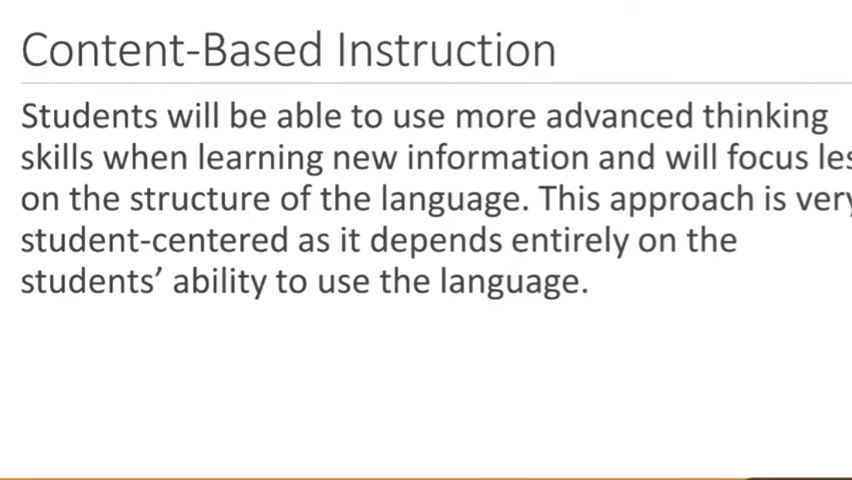 Content-Based Instruction
Students will be able to use more advanced thinking
skills when learning new information and will focus les
on the structure of the language. This approach is very
student-centered as it depends entirely on the
students’ ability to use the language.